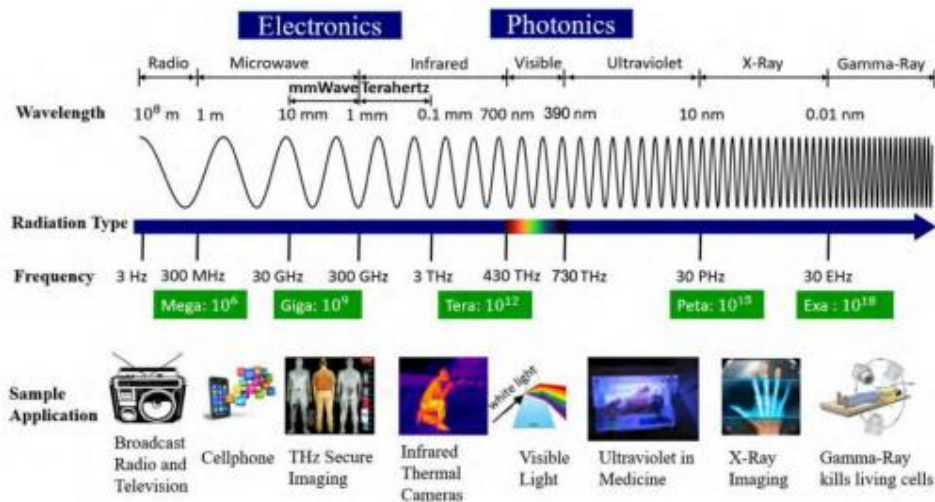 Electronics
Photonics
Radio Microwave Infrared Visible Ultraviolet X-Ray Gamma-Ray
mmWave Terahertz
Wavelength 10⁸ m 1 m 10 mm 1 mm 0.1 mm 700 nm 390 nm 10 nm 0.01 nm
Radiation Type
Frequency 3 Hz 300 MHz 30 GHz 300 GHz 3 THz 430 THz 730 THz 30 PHz 30 EHz
Mega: 10⁶ Giga: 10⁹ Tera: 10¹² Peta: 10¹⁵ Exa : 10¹⁸
Sample
Application
white light
Broadcast
Radio and
Television
Cellphone
THz Secure
Imaging
Infrared
Thermal
Cameras
Visible
Light
Ultraviolet in
Medicine
X-Ray
Imaging
Gamma-Ray
kills living cells